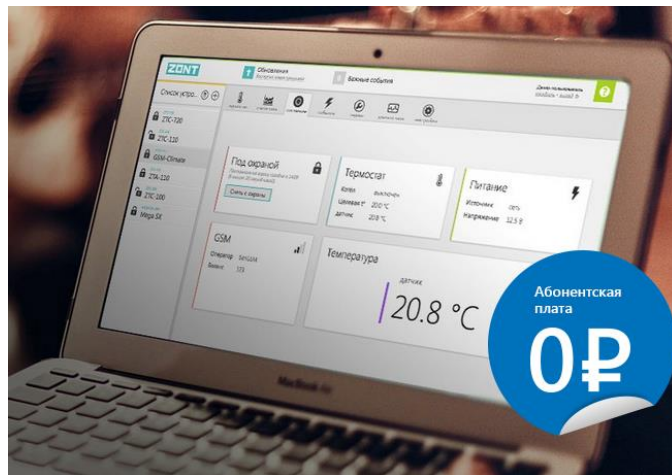 ZONT
Обновления
Важные события
Список устро...
ZTC-720
ZTC-110
GSM-Climate
ZTA-110
ZTC-100
Mega SX
Под охраной
Снять с охраны
Термостат
Котёл выключен
Целевая t° 20.0 °C
датчик 20.8 °C
Питание
Источник сеть
Напряжение 12.5 В
GSM
Оператор
Баланс
Температура
датчик
20.8 °C
Абонентская
плата
0₽
MacBook Air